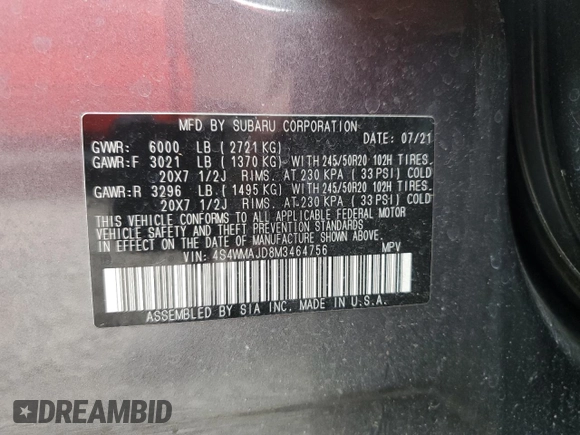 MFD BY SUBARU CORPORATION
GVWR: 6000 LB (2721 KG) DATE: 07/21
GAWR:F 3021 LB (1370 KG) WITH 245/50R20 102H TIRES.
20X7 1/2J RIMS. AT 230 KPA (33 PSI) COLD
GAWR:R 3296 LB (1495 KG) WITH 245/50R20 102H TIRES.
20X7 1/2J RIMS. AT 230 KPA (33 PSI) COLD
THIS VEHICLE CONFORMS TO ALL APPLICABLE FEDERAL MOTOR
VEHICLE SAFETY AND THEFT PREVENTION STANDARDS
IN EFFECT ON THE DATE OF MANUFACTURE SHOWN ABOVE.
VIN: 4S4WMAJD8M3464756 MPV
ASSEMBLED BY SIA INC. MADE IN U.S.A.
DREAMBID